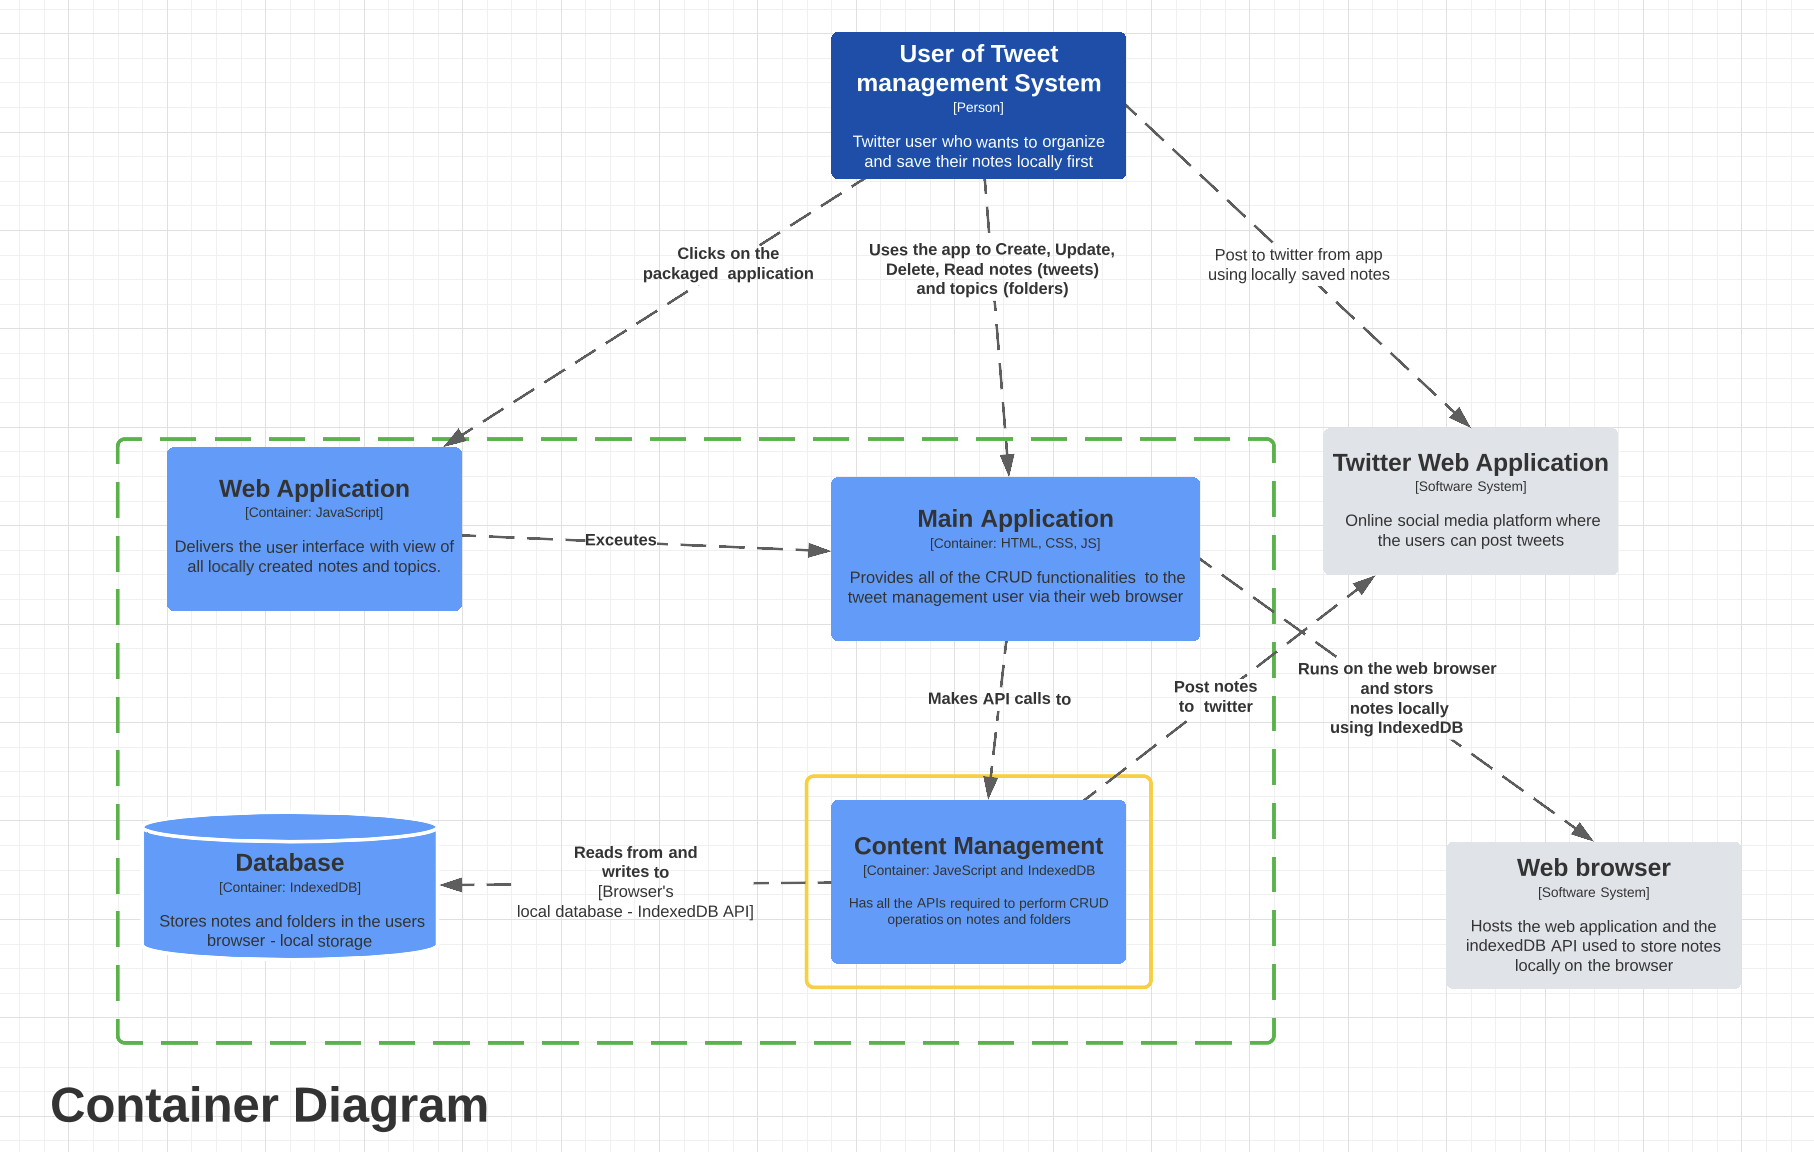 User of Tweet
management System
[Person]
Twitter user who wants to organize
and save their notes locally first
Clicks on the
packaged application
Uses the app to Create, Update,
Delete, Read notes (tweets)
and topics (folders)
Post to twitter from app
using locally saved notes
Web Application
[Container: JavaScript]
Delivers the user interface with view of
all locally created notes and topics.
Exceutes
Main Application
[Container: HTML, CSS, JS]
Provides all of the CRUD functionalities to the
tweet management user via their web browser
Twitter Web Application
[Software System]
Online social media platform where
the users can post tweets
Makes API calls to
Post notes
to twitter
Runs on the web browser
and stors
notes locally
using IndexedDB
Database
[Container: IndexedDB]
Stores notes and folders in the users
browser - local storage
Reads from and
writes to
[Browser's
local database - IndexedDB API]
Content Management
[Container: JaveScript and IndexedDB
Has all the APIs required to perform CRUD
operatios on notes and folders
Web browser
[Software System]
Hosts the web application and the
indexedDB API used to store notes
locally on the browser
Container Diagram